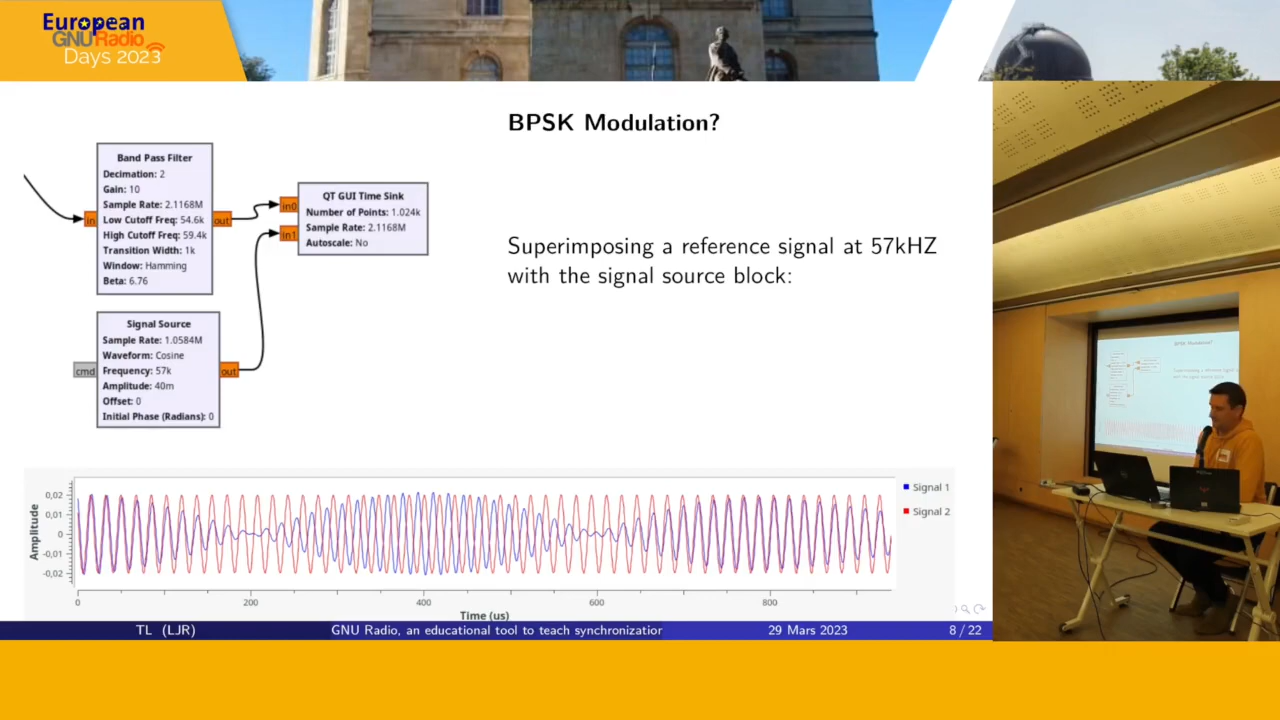 European
GNURadio
Days 2023
BPSK Modulation?
Band Pass Filter
Decimation: 2
Gain: 10
Sample Rate: 2.1168M
Low Cutoff Freq: 54.6k
High Cutoff Freq: 59.4k
Transition Width: 1k
Window: Hamming
Beta: 6.76
in
out
QT GUI Time Sink
Number of Points: 1.024k
Sample Rate: 2.1168M
Autoscale: No
in0
in1
Superimposing a reference signal at 57kHZ
with the signal source block:
Signal Source
Sample Rate: 1.0584M
Waveform: Cosine
Frequency: 57k
Amplitude: 40m
Offset: 0
Initial Phase (Radians): 0
cmd
out
BPSK Modulation?
Amplitude
0,02
0,01
0
-0,01
-0,02
Signal 1
Signal 2
0
200
400
600
800
Time (us)
TL (LJR)
GNU Radio, an educational tool to teach synchronization
29 Mars 2023
8 / 22